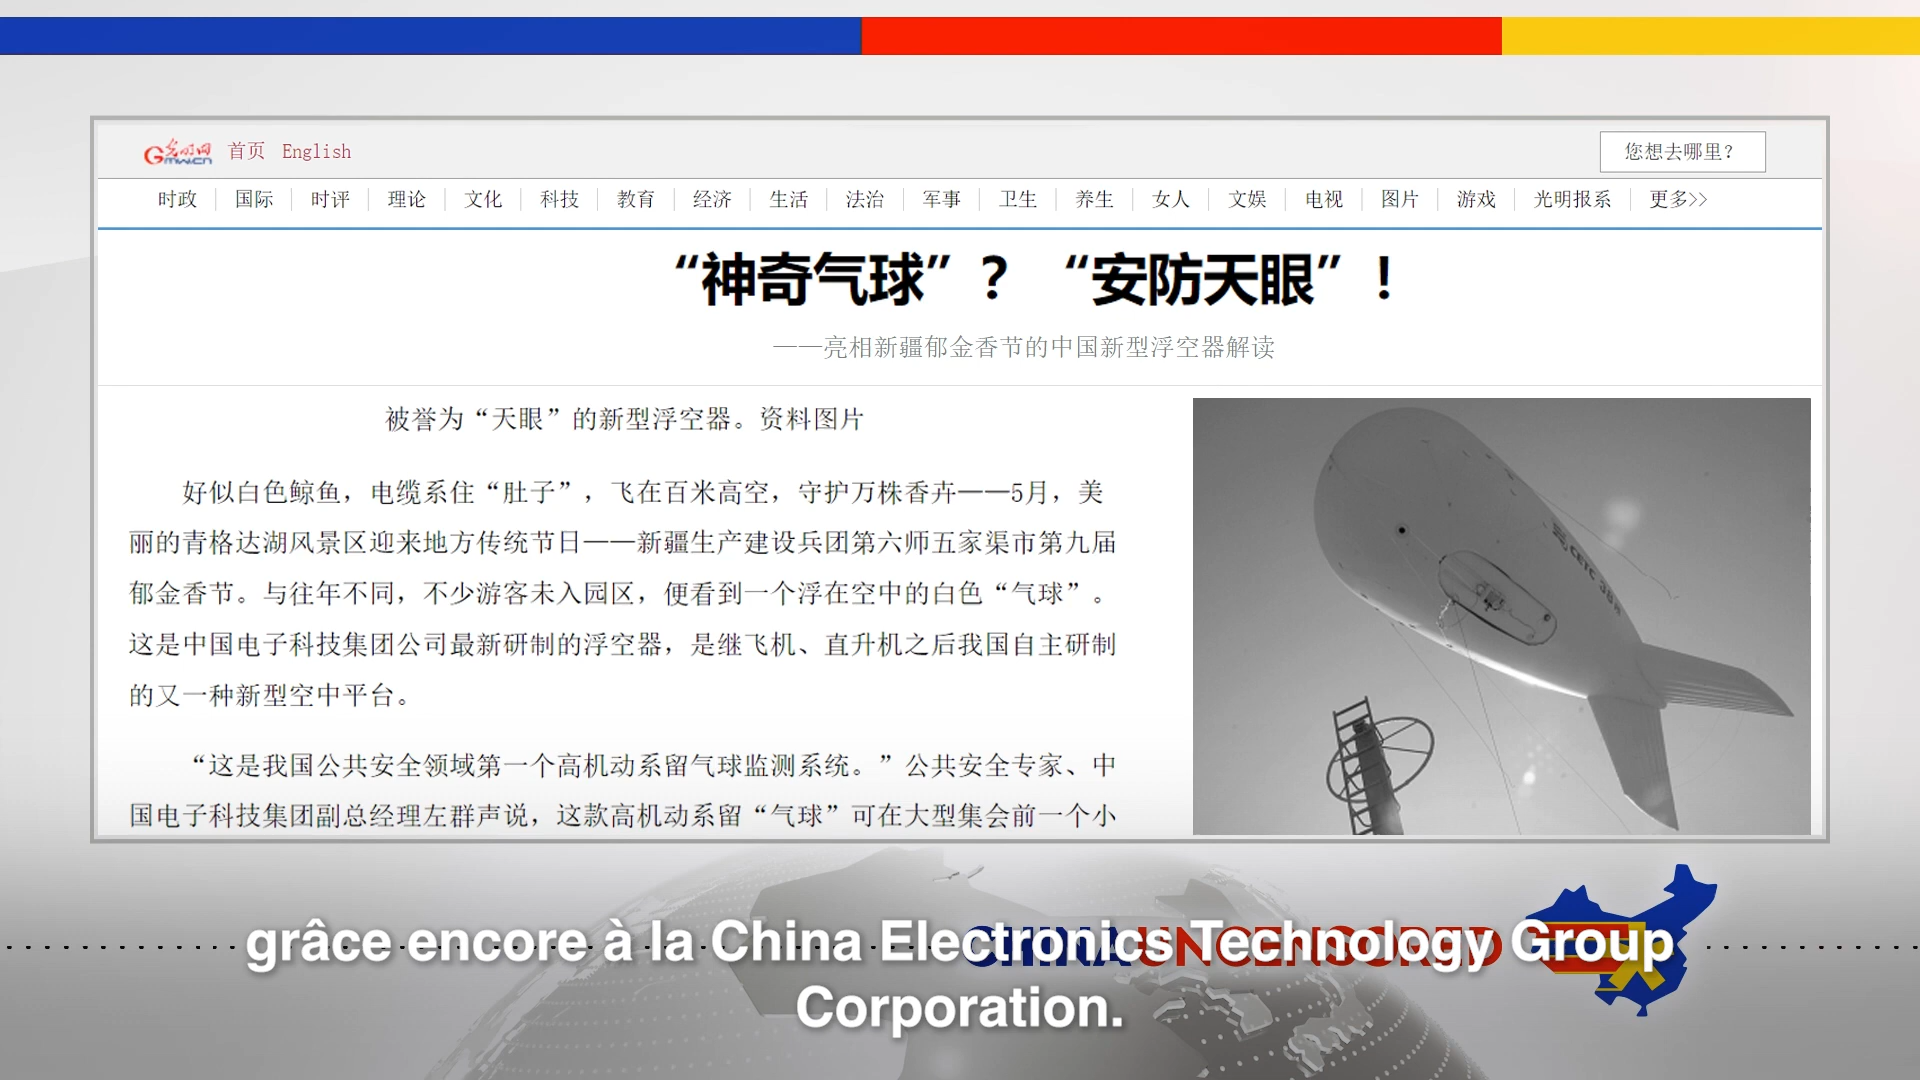 光明网
Gmw.cn
首页 English
您想去哪里？
时政 国际 时评 理论 文化 科技 教育 经济 生活 法治 军事 卫生 养生 女人 文娱 电视 图片 游戏 光明报系 更多>>
“神奇气球”？ “安防天眼”！
——亮相新疆郁金香节的中国新型浮空器解读
被誉为“天眼”的新型浮空器。资料图片
好似白色鲸鱼，电缆系住“肚子”，飞在百米高空，守护万株香卉——5月，美
丽的青格达湖风景区迎来地方传统节日——新疆生产建设兵团第六师五家渠市第九届
郁金香节。与往年不同，不少游客未入园区，便看到一个浮在空中的白色“气球”。
这是中国电子科技集团公司最新研制的浮空器，是继飞机、直升机之后我国自主研制
的又一种新型空中平台。
“这是我国公共安全领域第一个高机动系留气球监测系统。”公共安全专家、中
国电子科技集团副总经理左群声说，这款高机动系留“气球”可在大型集会前一个小
CETC
CHINA UNCENSORED
grâce encore à la China Electronics Technology Group
Corporation.